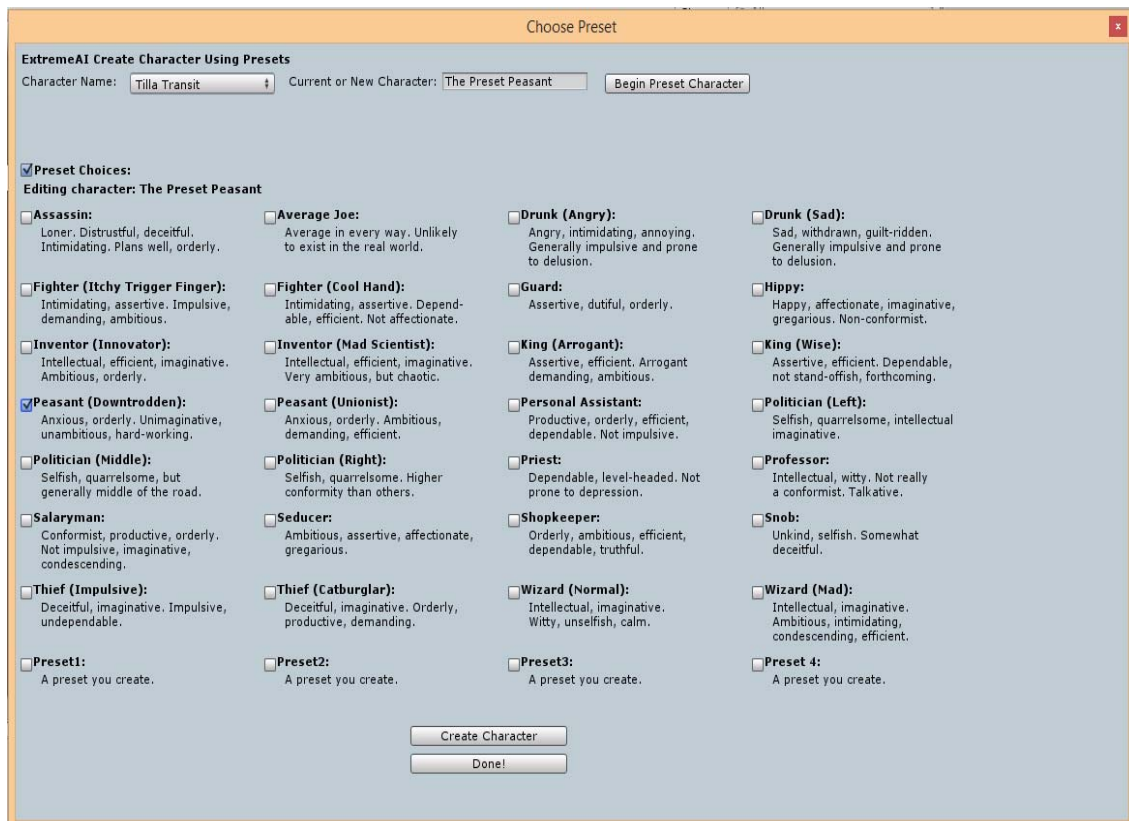 Choose Preset
x
ExtremeAI Create Character Using Presets
Character Name: Tilla Transit Current or New Character: The Preset Peasant Begin Preset Character
Preset Choices:
Editing character: The Preset Peasant
Assassin: Average Joe: Drunk (Angry): Drunk (Sad):
Loner. Distrustful, deceitful. Average in every way. Unlikely Angry, intimidating, annoying. Sad, withdrawn, guilt-ridden.
Intimidating. Plans well, orderly. to exist in the real world. Generally impulsive and prone Generally impulsive and prone
to delusion. to delusion.
Fighter (Itchy Trigger Finger): Fighter (Cool Hand): Guard: Hippy:
Intimidating, assertive. Impulsive, Intimidating, assertive. Depend- Assertive, dutiful, orderly. Happy, affectionate, imaginative,
demanding, ambitious. able, efficient. Not affectionate. gregarious. Non-conformist.
Inventor (Innovator): Inventor (Mad Scientist): King (Arrogant): King (Wise):
Intellectual, efficient, imaginative. Intellectual, efficient, imaginative. Assertive, efficient. Arrogant Assertive, efficient. Dependable,
Ambitious, orderly. Very ambitious, but chaotic. demanding, ambitious. not stand-offish, forthcoming.
Peasant (Downtrodden): Peasant (Unionist): Personal Assistant: Politician (Left):
Anxious, orderly. Unimaginative, Anxious, orderly. Ambitious, Productive, orderly, efficient, Selfish, quarrelsome, intellectual
unambitious, hard-working. demanding, efficient. dependable. Not impulsive. imaginative.
Politician (Middle): Politician (Right): Priest: Professor:
Selfish, quarrelsome, but Selfish, quarrelsome. Higher Dependable, level-headed. Not Intellectual, witty. Not really
generally middle of the road. conformity than others. prone to depression. a conformist. Talkative.
Salaryman: Seducer: Shopkeeper: Snob:
Conformist, productive, orderly. Ambitious, assertive, affectionate, Orderly, ambitious, efficient, Unkind, selfish. Somewhat
Not impulsive, imaginative, gregarious. dependable, truthful. deceitful.
condescending.
Thief (Impulsive): Thief (Catburglar): Wizard (Normal): Wizard (Mad):
Deceitful, imaginative. Impulsive, Deceitful, imaginative. Orderly, Intellectual, imaginative. Intellectual, imaginative.
undependable. productive, demanding. Witty, unselfish, calm. Ambitious, intimidating,
condescending, efficient.
Preset1: Preset2: Preset3: Preset 4:
A preset you create. A preset you create. A preset you create. A preset you create.
Create Character
Done!